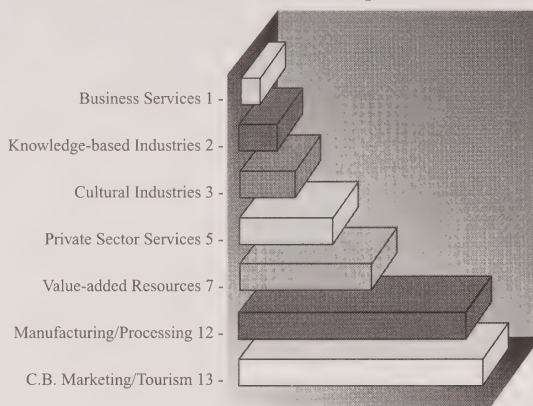 Business Services 1 -
Knowledge-based Industries 2 -
Cultural Industries 3 -
Private Sector Services 5 -
Value-added Resources 7 -
Manufacturing/Processing 12 -
C.B. Marketing/Tourism 13 -